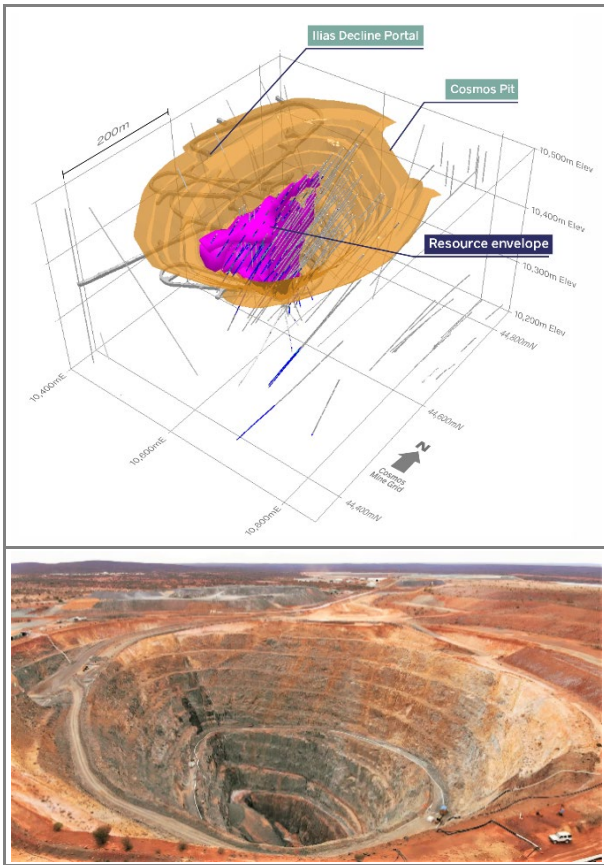 Ilias Decline Portal
Cosmos Pit
200m
10,500m Elev
10,400m Elev
Resource envelope
10,300m Elev
10,200m Elev
44,800mN
10,400mE
44,600mN
10,600mE
N
Cosmos
Mine Grid
44,400mN
10,800mE